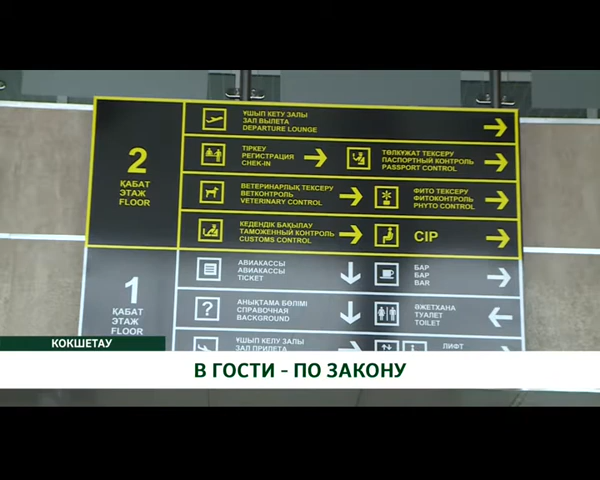 2
ҚАБАТ
ЭТАЖ
FLOOR
ҰШЫП КЕТУ ЗАЛЫ
ЗАЛ ВЫЛЕТА
DEPARTURE LOUNGE
ТІРКЕУ
РЕГИСТРАЦИЯ
CHEK-IN
ТӨЛҚҰЖАТ ТЕКСЕРУ
ПАСПОРТНЫЙ КОНТРОЛЬ
PASSPORT CONTROL
ВЕТЕРИНАРЛЫҚ ТЕКСЕРУ
ВЕТКОНТРОЛЬ
VETERINARY CONTROL
ФИТО ТЕКСЕРУ
ФИТОКОНТРОЛЬ
PHYTO CONTROL
КЕДЕНДІК БАҚЫЛАУ
ТАМОЖЕННЫЙ КОНТРОЛЬ
CUSTOMS CONTROL
CIP
1
ҚАБАТ
ЭТАЖ
FLOOR
АВИАКАССЫ
АВИАКАССЫ
TICKET
БАР
БАР
BAR
АНЫҚТАМА БӨЛІМІ
СПРАВОЧНАЯ
BACKGROUND
?
ӘЖЕТХАНА
ТУАЛЕТ
TOILET
ҰШЫП КЕЛУ ЗАЛЫ
ЗАЛ ПРИЛЕТА
ЛИФТ
КОКШЕТАУ
В ГОСТИ - ПО ЗАКОНУ